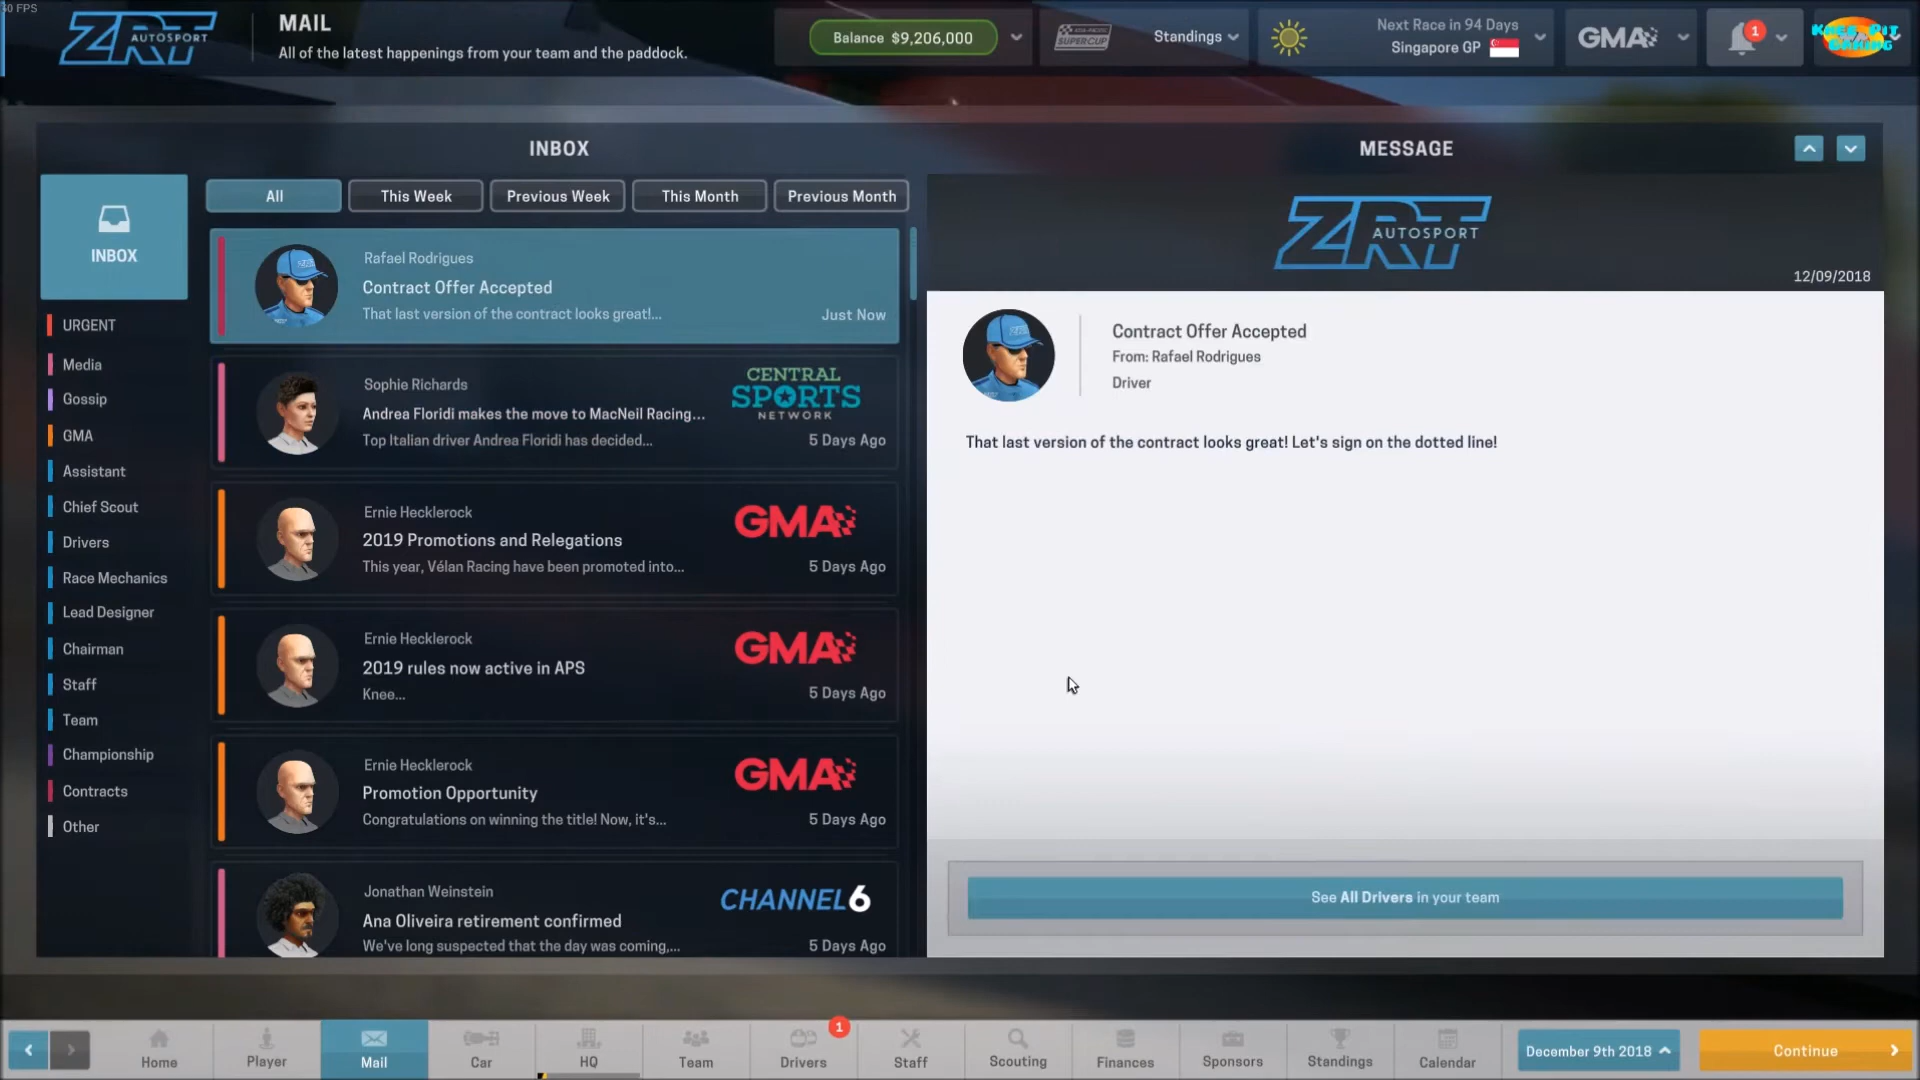 ZRT AUTOSPORT
MAIL
All of the latest happenings from your team and the paddock.
Balance $9,206,000
SUPERCUP
Standings
Next Race in 94 Days
Singapore GP
GMA
1
INBOX
MESSAGE
INBOX
All
This Week
Previous Week
This Month
Previous Month
URGENT
Media
Gossip
GMA
Assistant
Chief Scout
Drivers
Race Mechanics
Lead Designer
Chairman
Staff
Team
Championship
Contracts
Other
Rafael Rodrigues
Contract Offer Accepted
That last version of the contract looks great!...
Just Now
Sophie Richards
Andrea Floridi makes the move to MacNeil Racing...
Top Italian driver Andrea Floridi has decided...
CENTRAL
SPORTS
NETWORK
5 Days Ago
Ernie Hecklerock
2019 Promotions and Relegations
This year, Vélan Racing have been promoted into...
GMA
5 Days Ago
Ernie Hecklerock
2019 rules now active in APS
Knee...
GMA
5 Days Ago
Ernie Hecklerock
Promotion Opportunity
Congratulations on winning the title! Now, it's...
GMA
5 Days Ago
Jonathan Weinstein
Ana Oliveira retirement confirmed
We've long suspected that the day was coming,...
CHANNEL6
5 Days Ago
ZRT AUTOSPORT
12/09/2018
Contract Offer Accepted
From: Rafael Rodrigues
Driver
That last version of the contract looks great! Let's sign on the dotted line!
See All Drivers in your team
Home
Player
Mail
Car
HQ
Team
1
Drivers
Staff
Scouting
Finances
Sponsors
Standings
Calendar
December 9th 2018
Continue